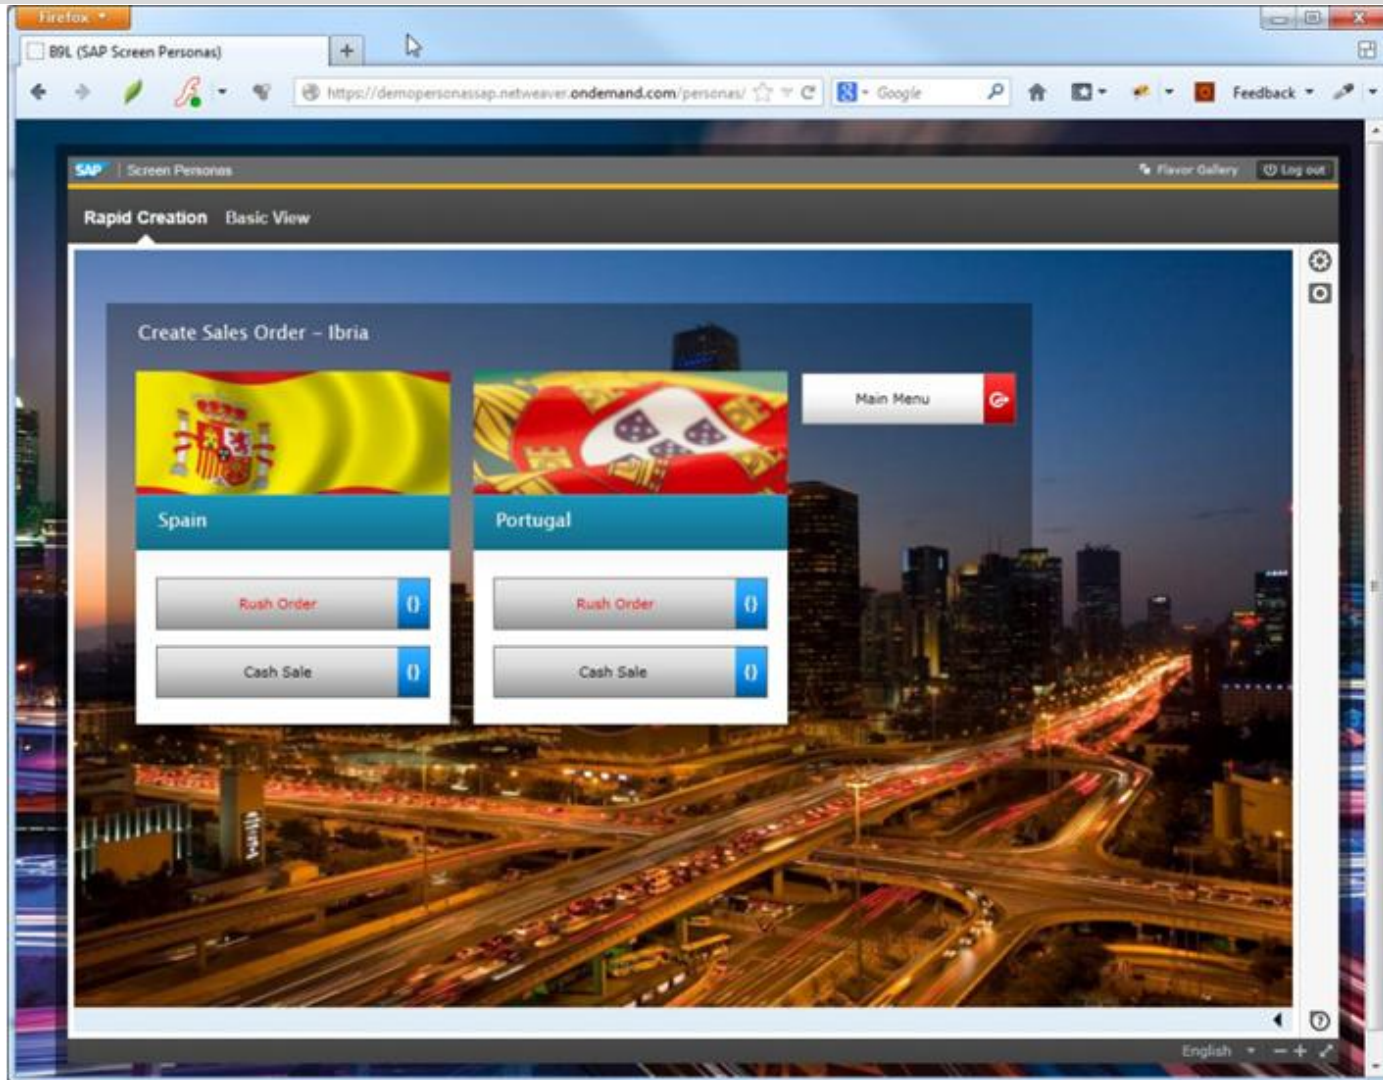 Firefox
B9L (SAP Screen Personas)
https://demopersonassap.netweaver.ondemand.com/personas/
Google
Feedback
SAP | Screen Personas
Flavor Gallery
Log out
Rapid Creation Basic View
Create Sales Order – Ibria
Main Menu
Spain
Portugal
Rush Order
Rush Order
Cash Sale
Cash Sale
English